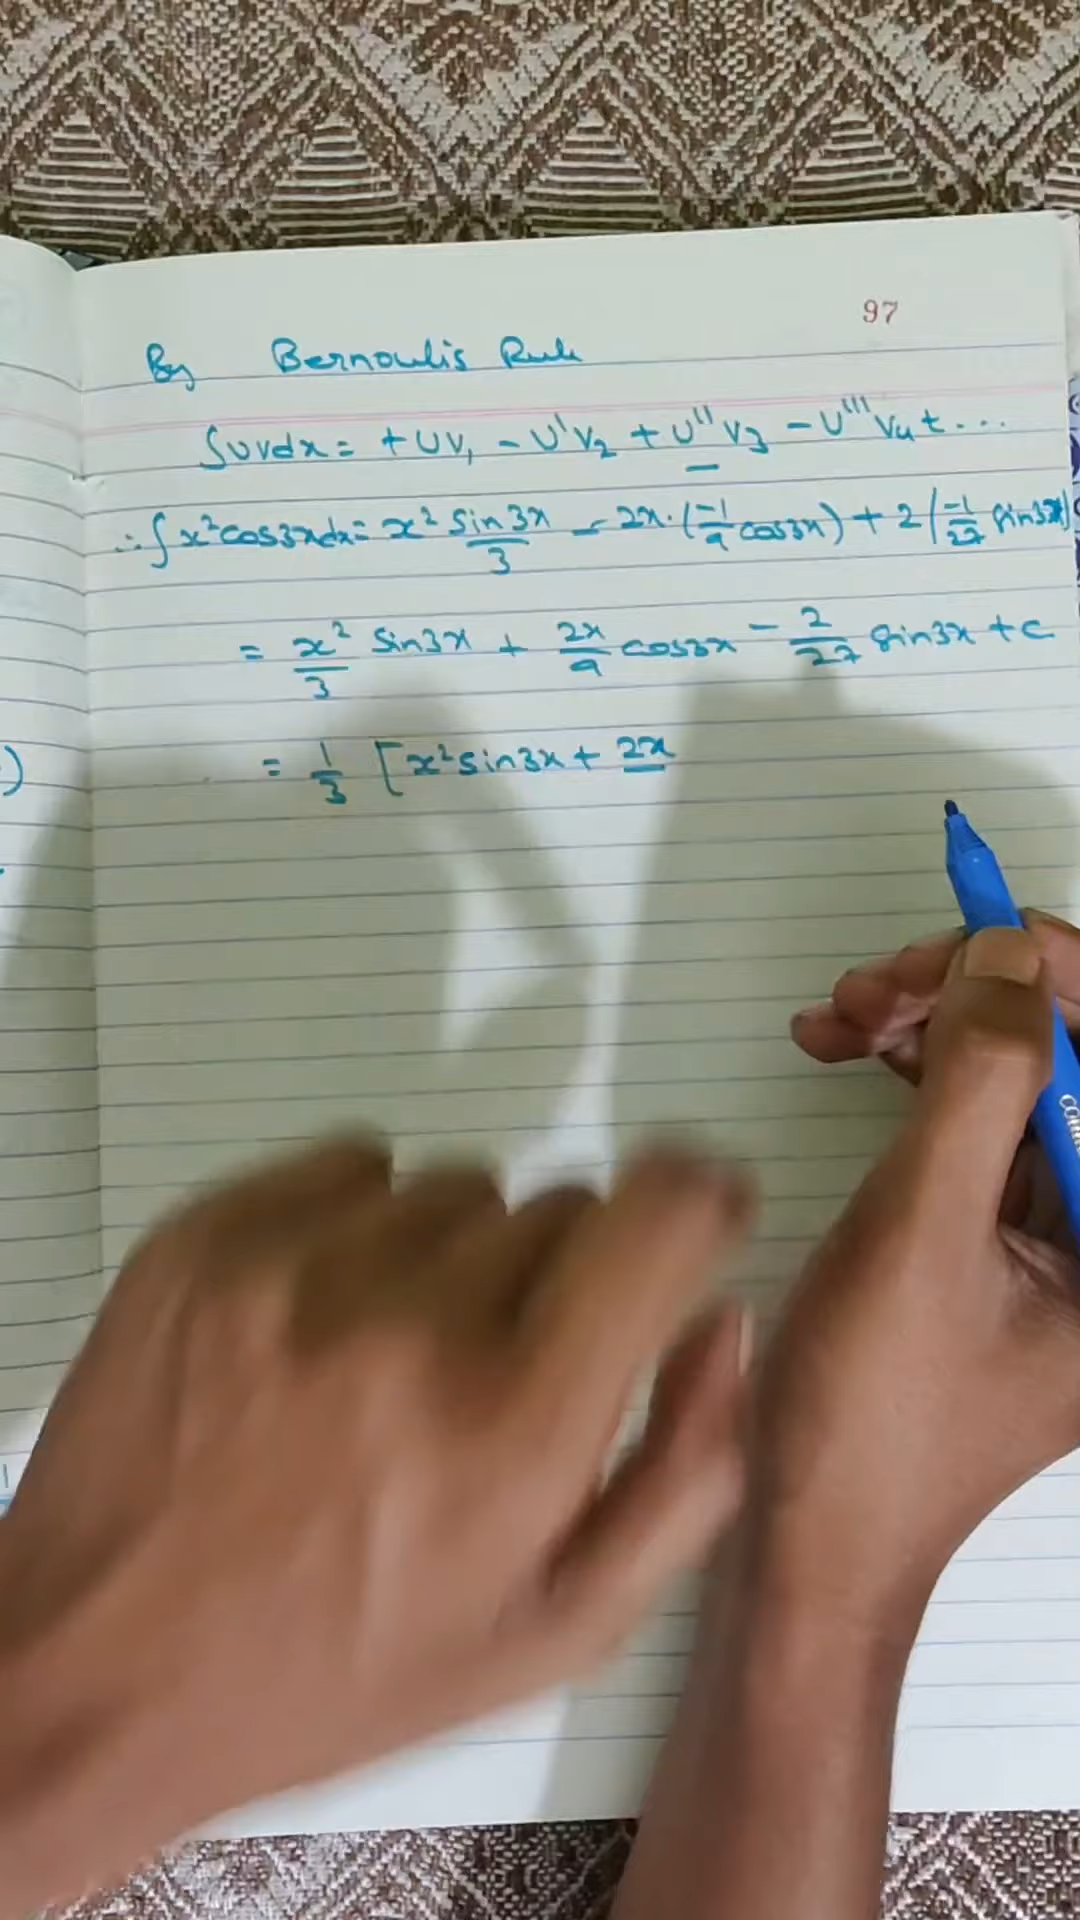 97
By Bernoulis Rule
∫uvdx = +uv₁ - u'v₂ + u''v₃ - u'''v₄ + ...
∴ ∫x²cos3xdx = x² sin3x/3 - 2x·(-1/9 cos3x) + 2(-1/27 sin3x)
= x²/3 sin3x + 2x/9 cos3x - 2/27 sin3x + c
= 1/3 [x²sin3x + 2x